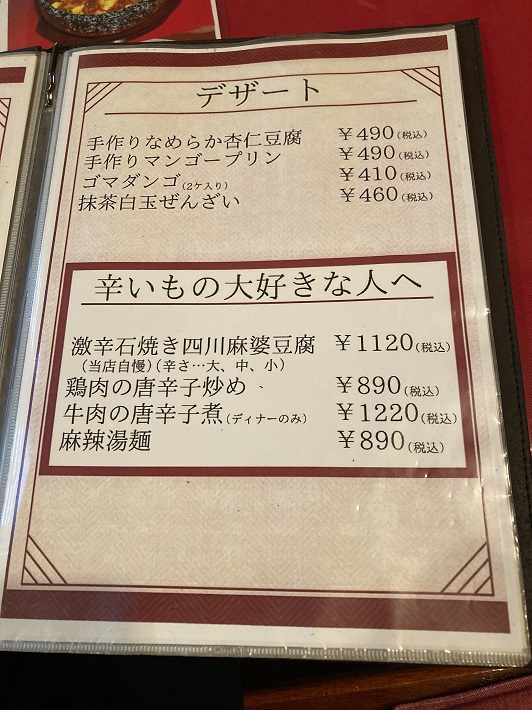 デザート
手作りなめらか杏仁豆腐 ￥490(税込)
手作りマンゴープリン ￥490(税込)
ゴマダンゴ(2ケ入り) ￥410(税込)
抹茶白玉ぜんざい ￥460(税込)
辛いもの大好きな人へ
激辛石焼き四川麻婆豆腐 ￥1120(税込)
(当店自慢)(辛さ…大、中、小)
鶏肉の唐辛子炒め ￥890(税込)
牛肉の唐辛子煮(ディナーのみ) ￥1220(税込)
麻辣湯麺 ￥890(税込)